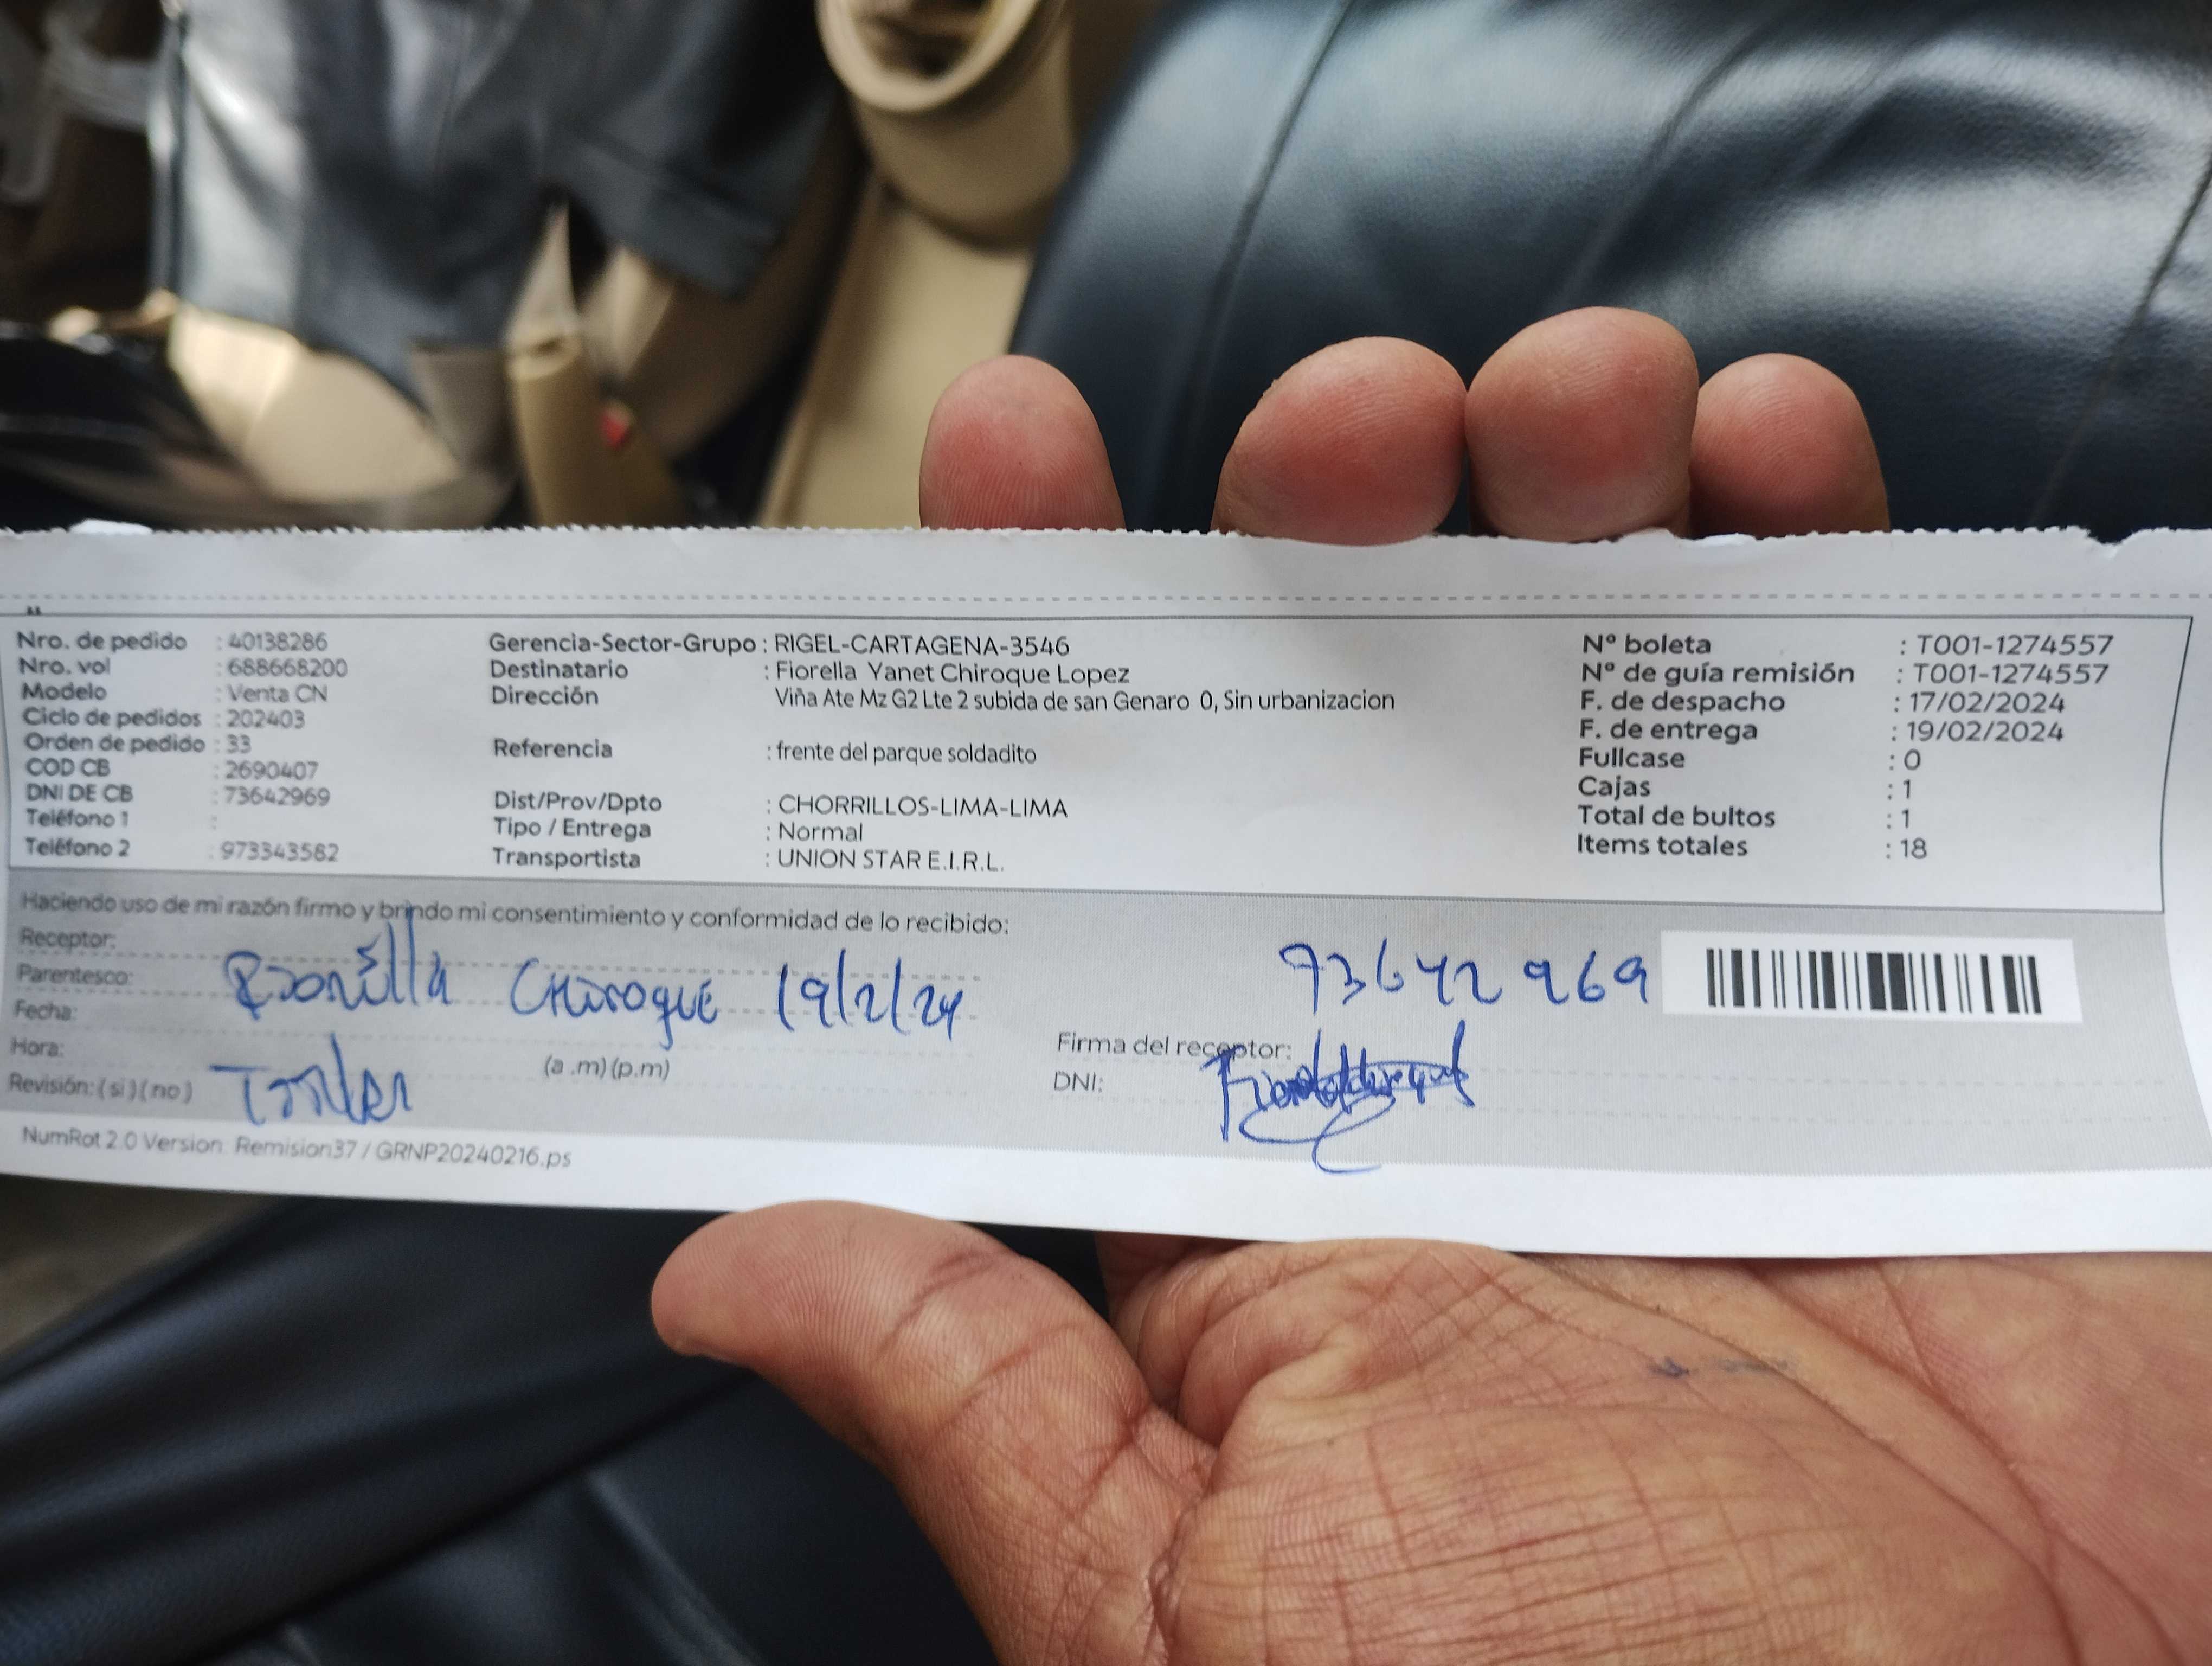 Nro. de pedido : 40138286
Nro. vol : 688668200
Modelo : Venta CN
Ciclo de pedidos : 202403
Orden de pedido : 33
COD CB : 2690407
DNI DE CB : 73642969
Teléfono 1 :
Teléfono 2 : 973343582
Gerencia-Sector-Grupo : RIGEL-CARTAGENA-3546
Destinatario : Fiorella Yanet Chiroque Lopez
Dirección Viña Ate Mz G2 Lte 2 subida de san Genaro 0, Sin urbanizacion
Referencia : frente del parque soldadito
Dist/Prov/Dpto : CHORRILLOS-LIMA-LIMA
Tipo / Entrega : Normal
Transportista : UNION STAR E.I.R.L.
Nº boleta : T001-1274557
Nº de guía remisión : T001-1274557
F. de despacho : 17/02/2024
F. de entrega : 19/02/2024
Fullcase : 0
Cajas : 1
Total de bultos : 1
Items totales : 18
Haciendo uso de mi razón firmo y brindo mi consentimiento y conformidad de lo recibido:
Receptor:
Parentesco:
Chiroque 19/2/24
Fecha:
Hora: (a .m) (p.m)
Revisión: ( si ) ( no )
73642969
Firma del receptor:
DNI:
NumRot 2.0 Version: Remision37 / GRNP20240216.ps